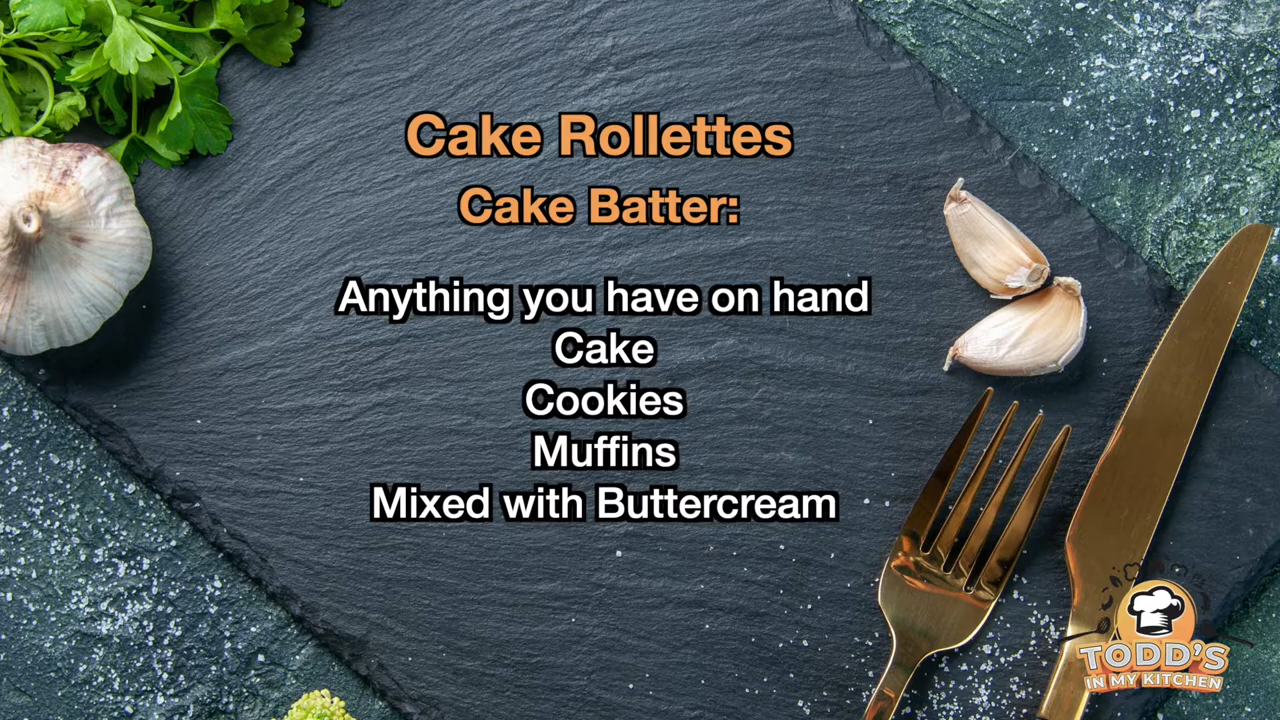 Cake Rollettes
Cake Batter:
Anything you have on hand
Cake
Cookies
Muffins
Mixed with Buttercream
TODD'S
IN MY KITCHEN